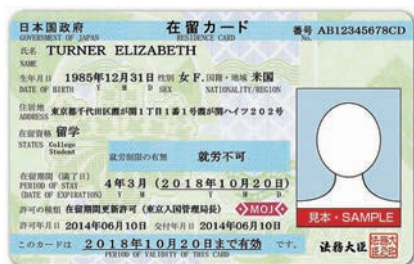 日本国政府 在留カード 番号 AB12345678CD
GOVERNMENT OF JAPAN RESIDENCE CARD No.
氏名 TURNER ELIZABETH
NAME
生年月日 1985年12月31日 性別 女 F. 国籍・地域 米国
DATE OF BIRTH Y M D SEX NATIONALITY/REGION
住居地 東京都千代田区霞が関1丁目1番1号霞が関ハイツ202号
ADDRESS
在留資格 留学
STATUS College Student
就労制限の有無 就労不可
在留期間(満了日) 4年3月(2018年10月20日)
PERIOD OF STAY
(DATE OF EXPIRATION) Y M Y M D
許可の種類 在留期間更新許可(東京入国管理局長) MOJ
許可年月日 2014年06月10日 交付年月日 2014年06月10日
見本・SAMPLE
このカードは 2018年10月20日まで有効 です。
PERIOD OF VALIDITY OF THIS CARD
法務大臣